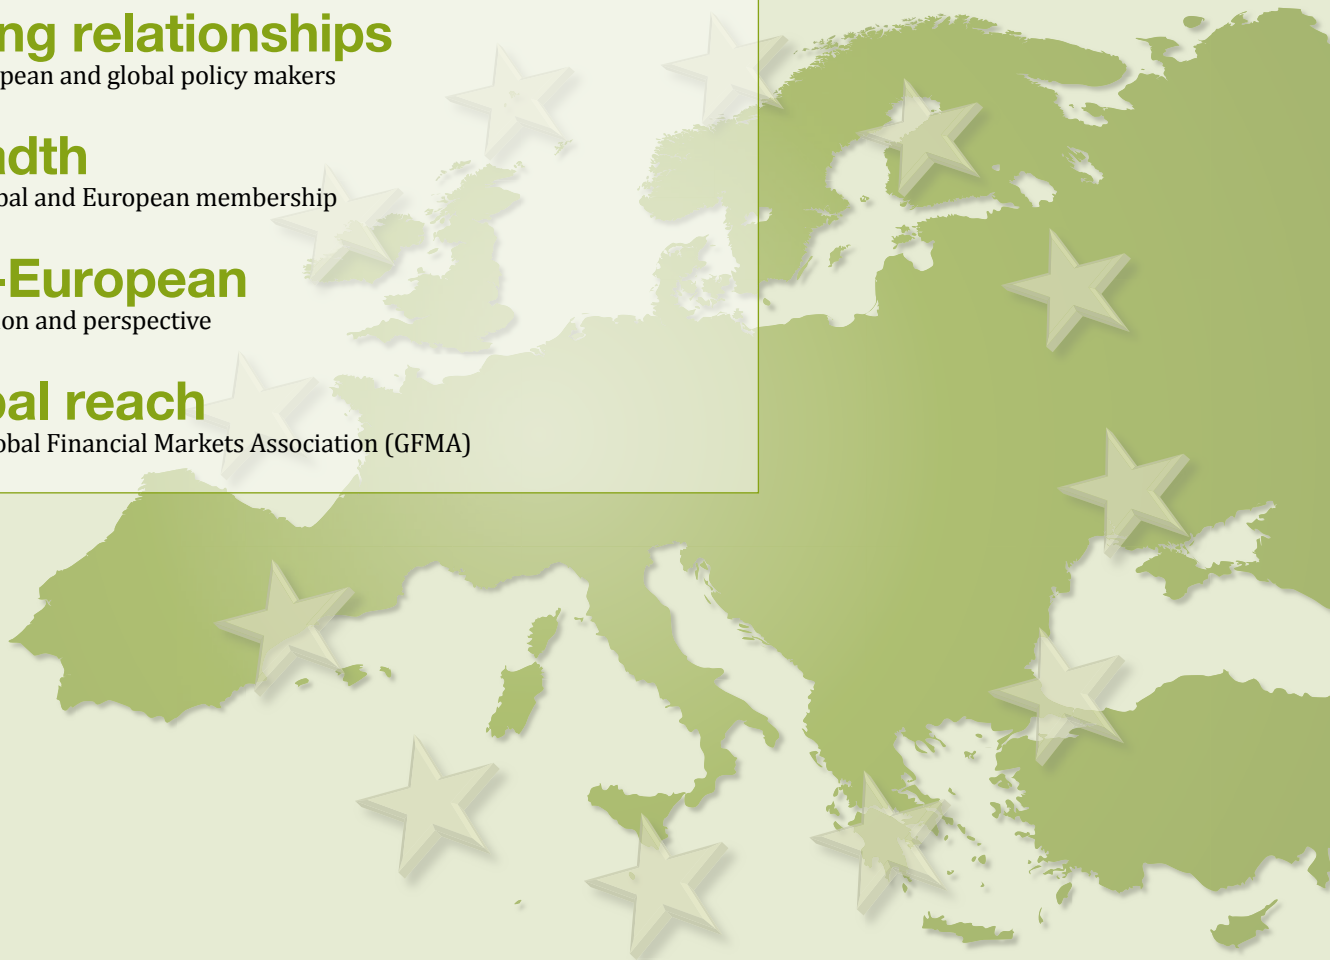 ng relationships
pean and global policy makers
adth
bal and European membership
-European
on and perspective
bal reach
obal Financial Markets Association (GFMA)